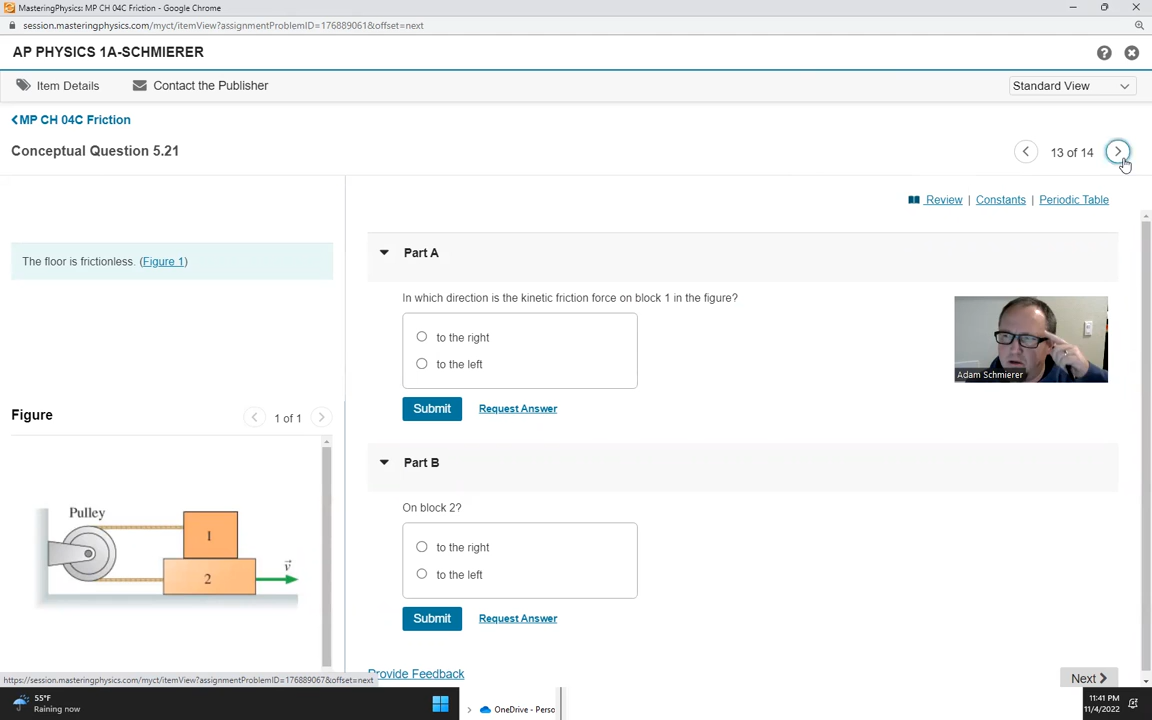 MasteringPhysics: MP CH 04C Friction - Google Chrome
session.masteringphysics.com/myct/itemView?assignmentProblemID=176889061&offset=next
AP PHYSICS 1A-SCHMIERER
Item Details
Contact the Publisher
Standard View
MP CH 04C Friction
Conceptual Question 5.21
13 of 14
Review | Constants | Periodic Table
The floor is frictionless. (Figure 1)
Part A
In which direction is the kinetic friction force on block 1 in the figure?
to the right
to the left
Submit
Request Answer
Adam Schmierer
Figure
1 of 1
Pulley
1
2
v
Part B
On block 2?
to the right
to the left
Submit
Request Answer
Provide Feedback
Next
https://session.masteringphysics.com/myct/itemView?assignmentProblemID=176889067&offset=next
55°F
Raining now
OneDrive - Perso
11:41 PM
11/4/2022